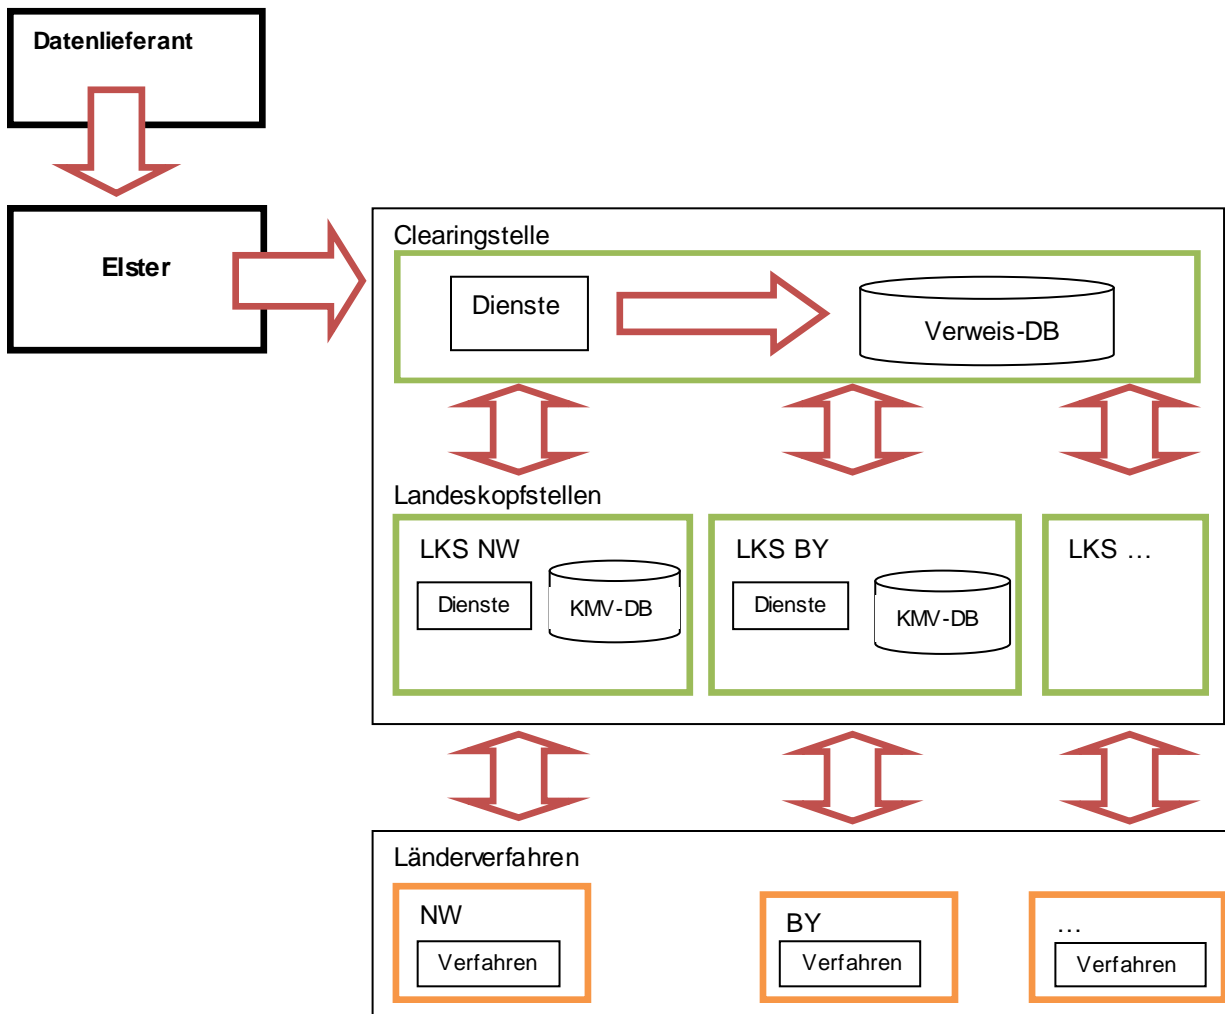 Datenlieferant
Elster
Clearingstelle
Dienste
Verweis-DB
Landeskopfstellen
LKS NW
Dienste
KMV-DB
LKS BY
Dienste
KMV-DB
LKS …
Länderverfahren
NW
Verfahren
BY
Verfahren
…
Verfahren